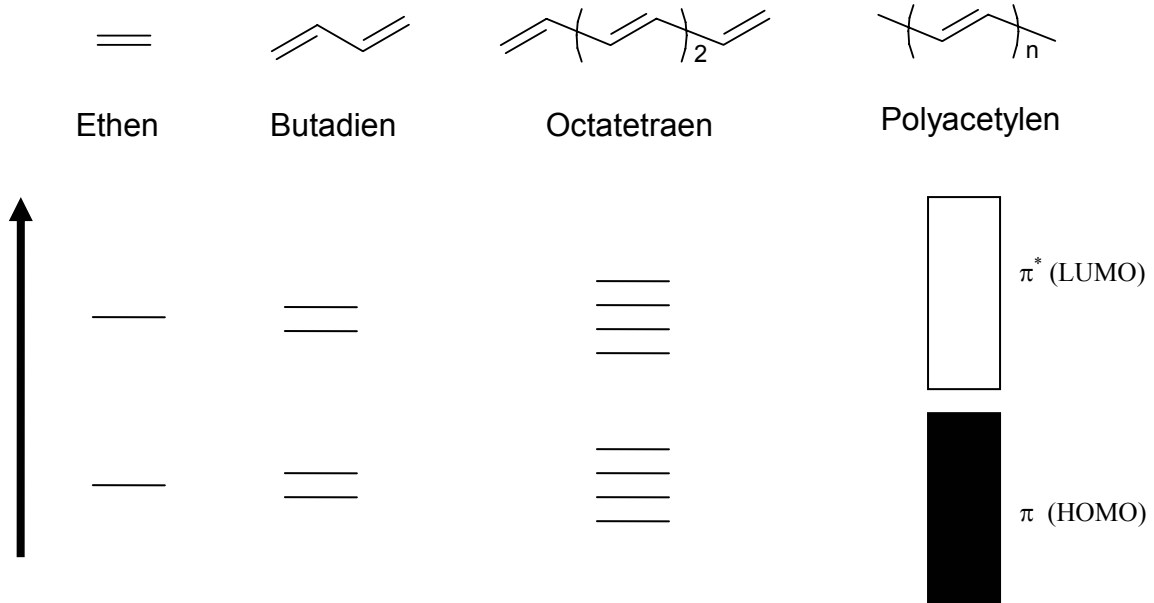 2 n
Ethen Butadien Octatetraen Polyacetylen
π* (LUMO)
π (HOMO)